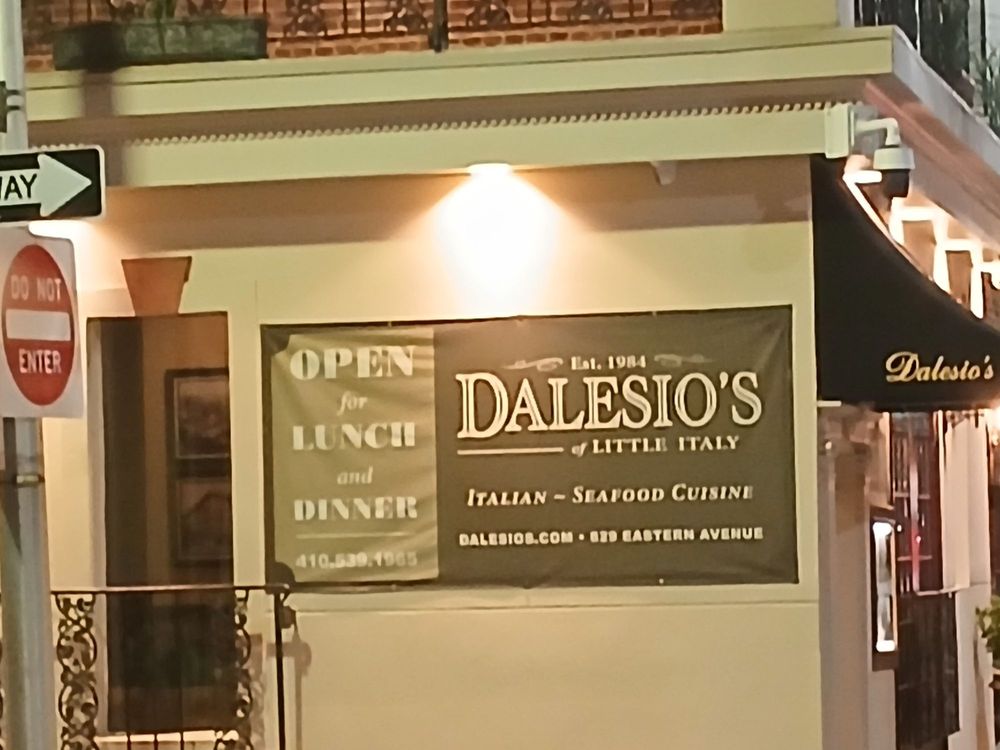 WAY
DO NOT
ENTER
OPEN
for
LUNCH
and
DINNER
410.539.1965
Est. 1984
DALESIO'S
of LITTLE ITALY
ITALIAN ~ SEAFOOD CUISINE
DALESIOS.COM • 829 EASTERN AVENUE
Dalesio's